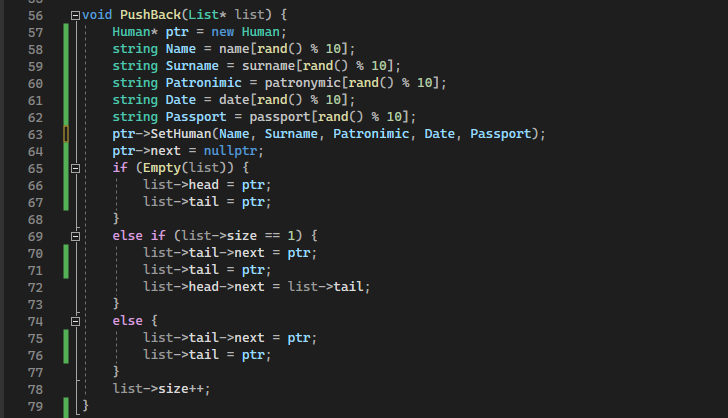 56 void PushBack(List* list) {
57 Human* ptr = new Human;
58 string Name = name[rand() % 10];
59 string Surname = surname[rand() % 10];
60 string Patronimic = patronymic[rand() % 10];
61 string Date = date[rand() % 10];
62 string Passport = passport[rand() % 10];
63 ptr->SetHuman(Name, Surname, Patronimic, Date, Passport);
64 ptr->next = nullptr;
65 if (Empty(list)) {
66 list->head = ptr;
67 list->tail = ptr;
68 }
69 else if (list->size == 1) {
70 list->tail->next = ptr;
71 list->tail = ptr;
72 list->head->next = list->tail;
73 }
74 else {
75 list->tail->next = ptr;
76 list->tail = ptr;
77 }
78 list->size++;
79 }